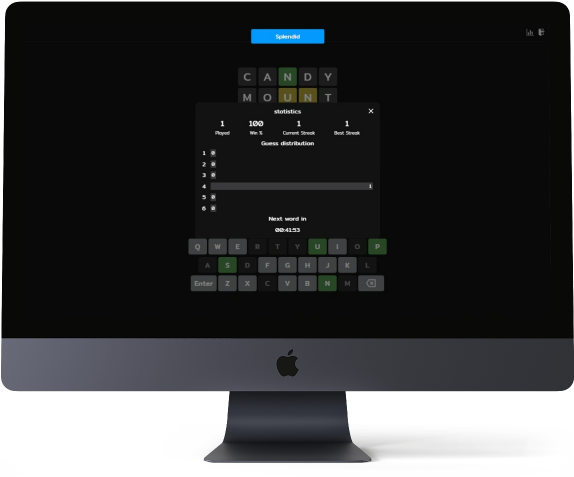 Splendid
C A N D Y
M O U N T
statistics ×
1 100 1 1
Played Win % Current Streak Best Streak
Guess distribution
1 0
2 0
3 0
4 1
5 0
6 0
Next word in
00:41:53
Q W E R T Y U I O P
A S D F G H J K L
Enter Z X C V B N M